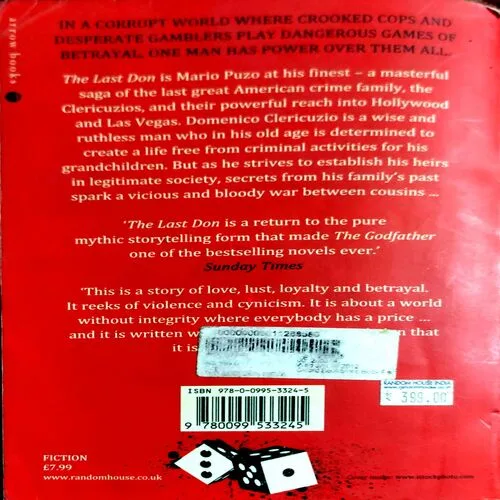 arrow books
IN A CORRUPT WORLD WHERE CROOKED COPS AND
DESPERATE GAMBLERS PLAY DANGEROUS GAMES OF
BETRAYAL, ONE MAN HAS POWER OVER THEM ALL.
The Last Don is Mario Puzo at his finest – a masterful
saga of the last great American crime family, the
Clericuzios, and their powerful reach into Hollywood
and Las Vegas. Domenico Clericuzio is a wise and
ruthless man who in his old age is determined to
create a life free from criminal activities for his
grandchildren. But as he strives to establish his heirs
in legitimate society, secrets from his family's past
spark a vicious and bloody war between cousins ...
'The Last Don is a return to the pure
mythic storytelling form that made The Godfather
one of the bestselling novels ever.'
Sunday Times
'This is a story of love, lust, loyalty and betrayal.
It reeks of violence and cynicism. It is about a world
without integrity where everybody has a price ...
and it is written that
it is
ISBN 978-0-0995-3324-5
9 780099 533245
RANDOM HOUSE INDIA
399.00
FICTION
£7.99
www.randomhouse.co.uk
Cover image: www.istockphoto.com